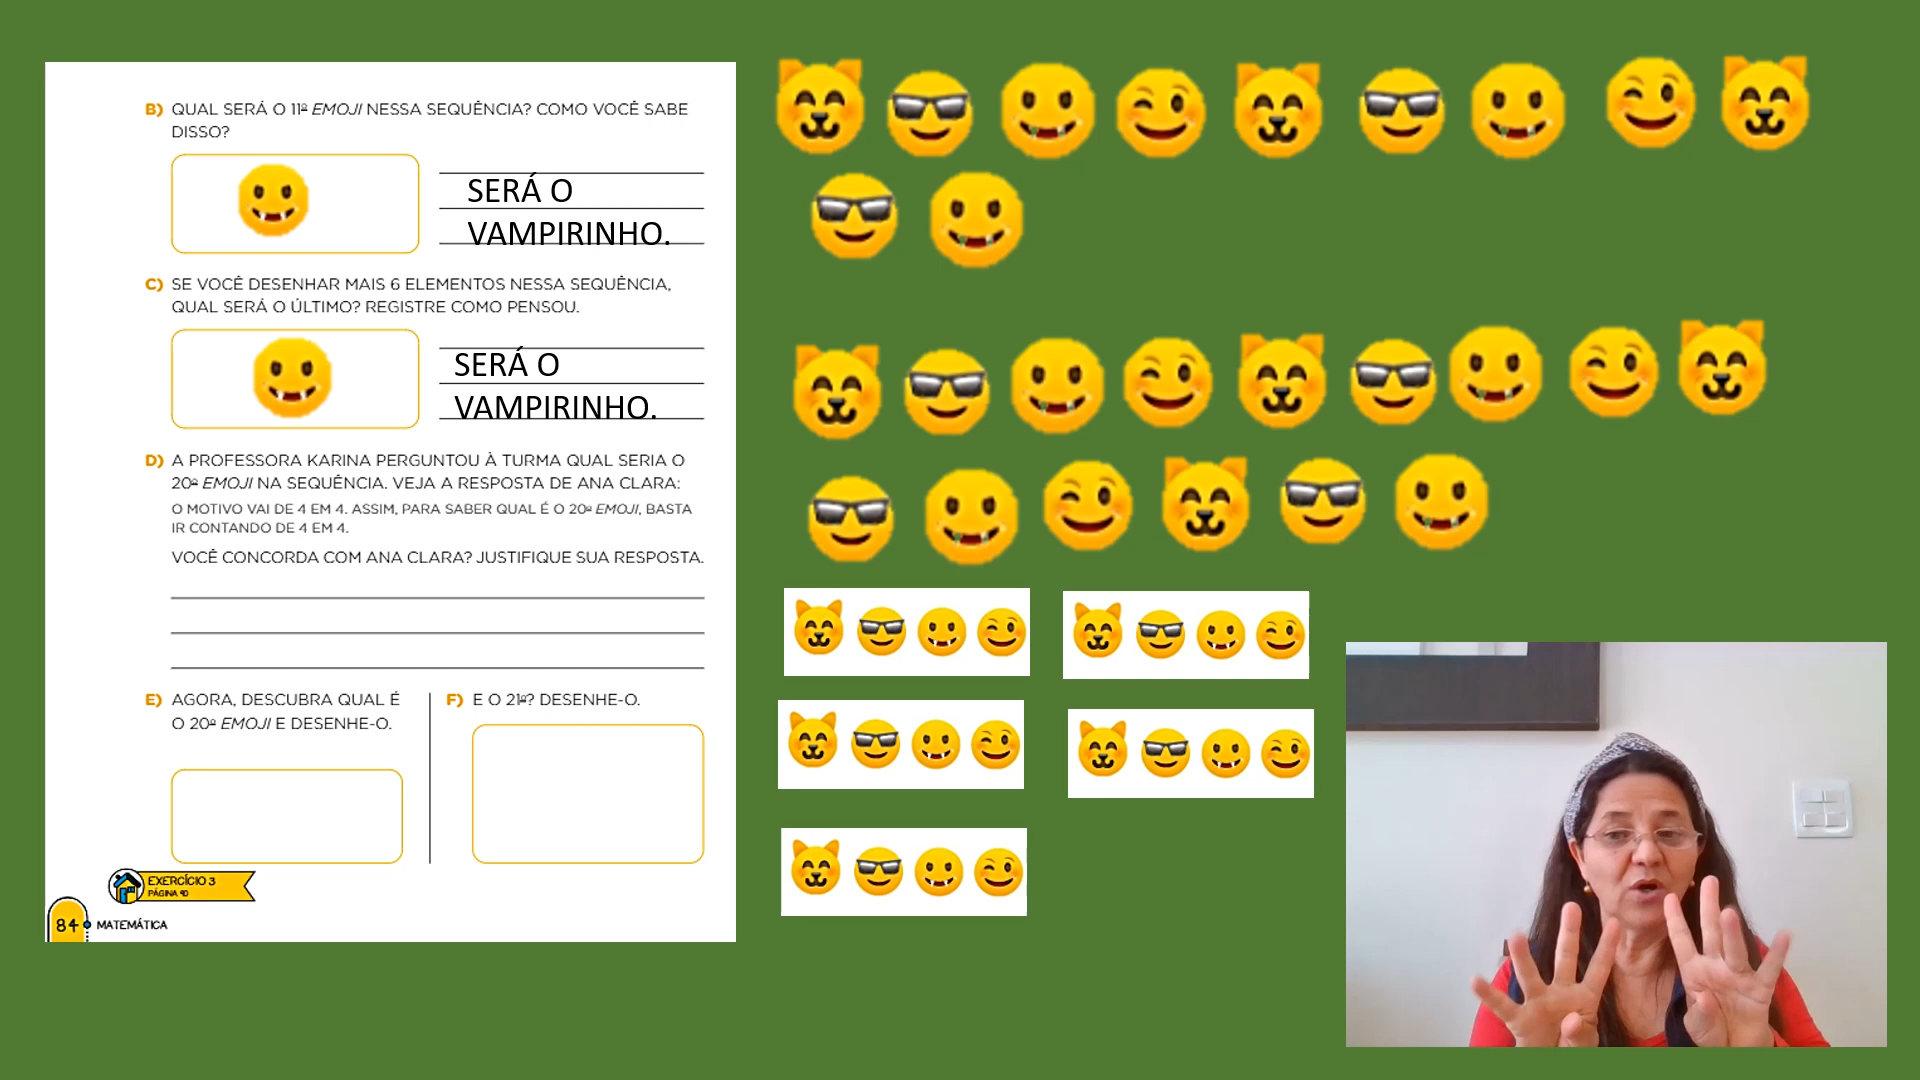 B) QUAL SERÁ O 11º EMOJI NESSA SEQUÊNCIA? COMO VOCÊ SABE
DISSO?
SERÁ O
VAMPIRINHO.
C) SE VOCÊ DESENHAR MAIS 6 ELEMENTOS NESSA SEQUÊNCIA,
QUAL SERÁ O ÚLTIMO? REGISTRE COMO PENSOU.
SERÁ O
VAMPIRINHO.
D) A PROFESSORA KARINA PERGUNTOU À TURMA QUAL SERIA O
20º EMOJI NA SEQUÊNCIA. VEJA A RESPOSTA DE ANA CLARA:
O MOTIVO VAI DE 4 EM 4. ASSIM, PARA SABER QUAL É O 20º EMOJI, BASTA
IR CONTANDO DE 4 EM 4.
VOCÊ CONCORDA COM ANA CLARA? JUSTIFIQUE SUA RESPOSTA.
E) AGORA, DESCUBRA QUAL É
O 20º EMOJI E DESENHE-O.
F) E O 21º? DESENHE-O.
EXERCÍCIO 3
PÁGINA 90
84 MATEMÁTICA